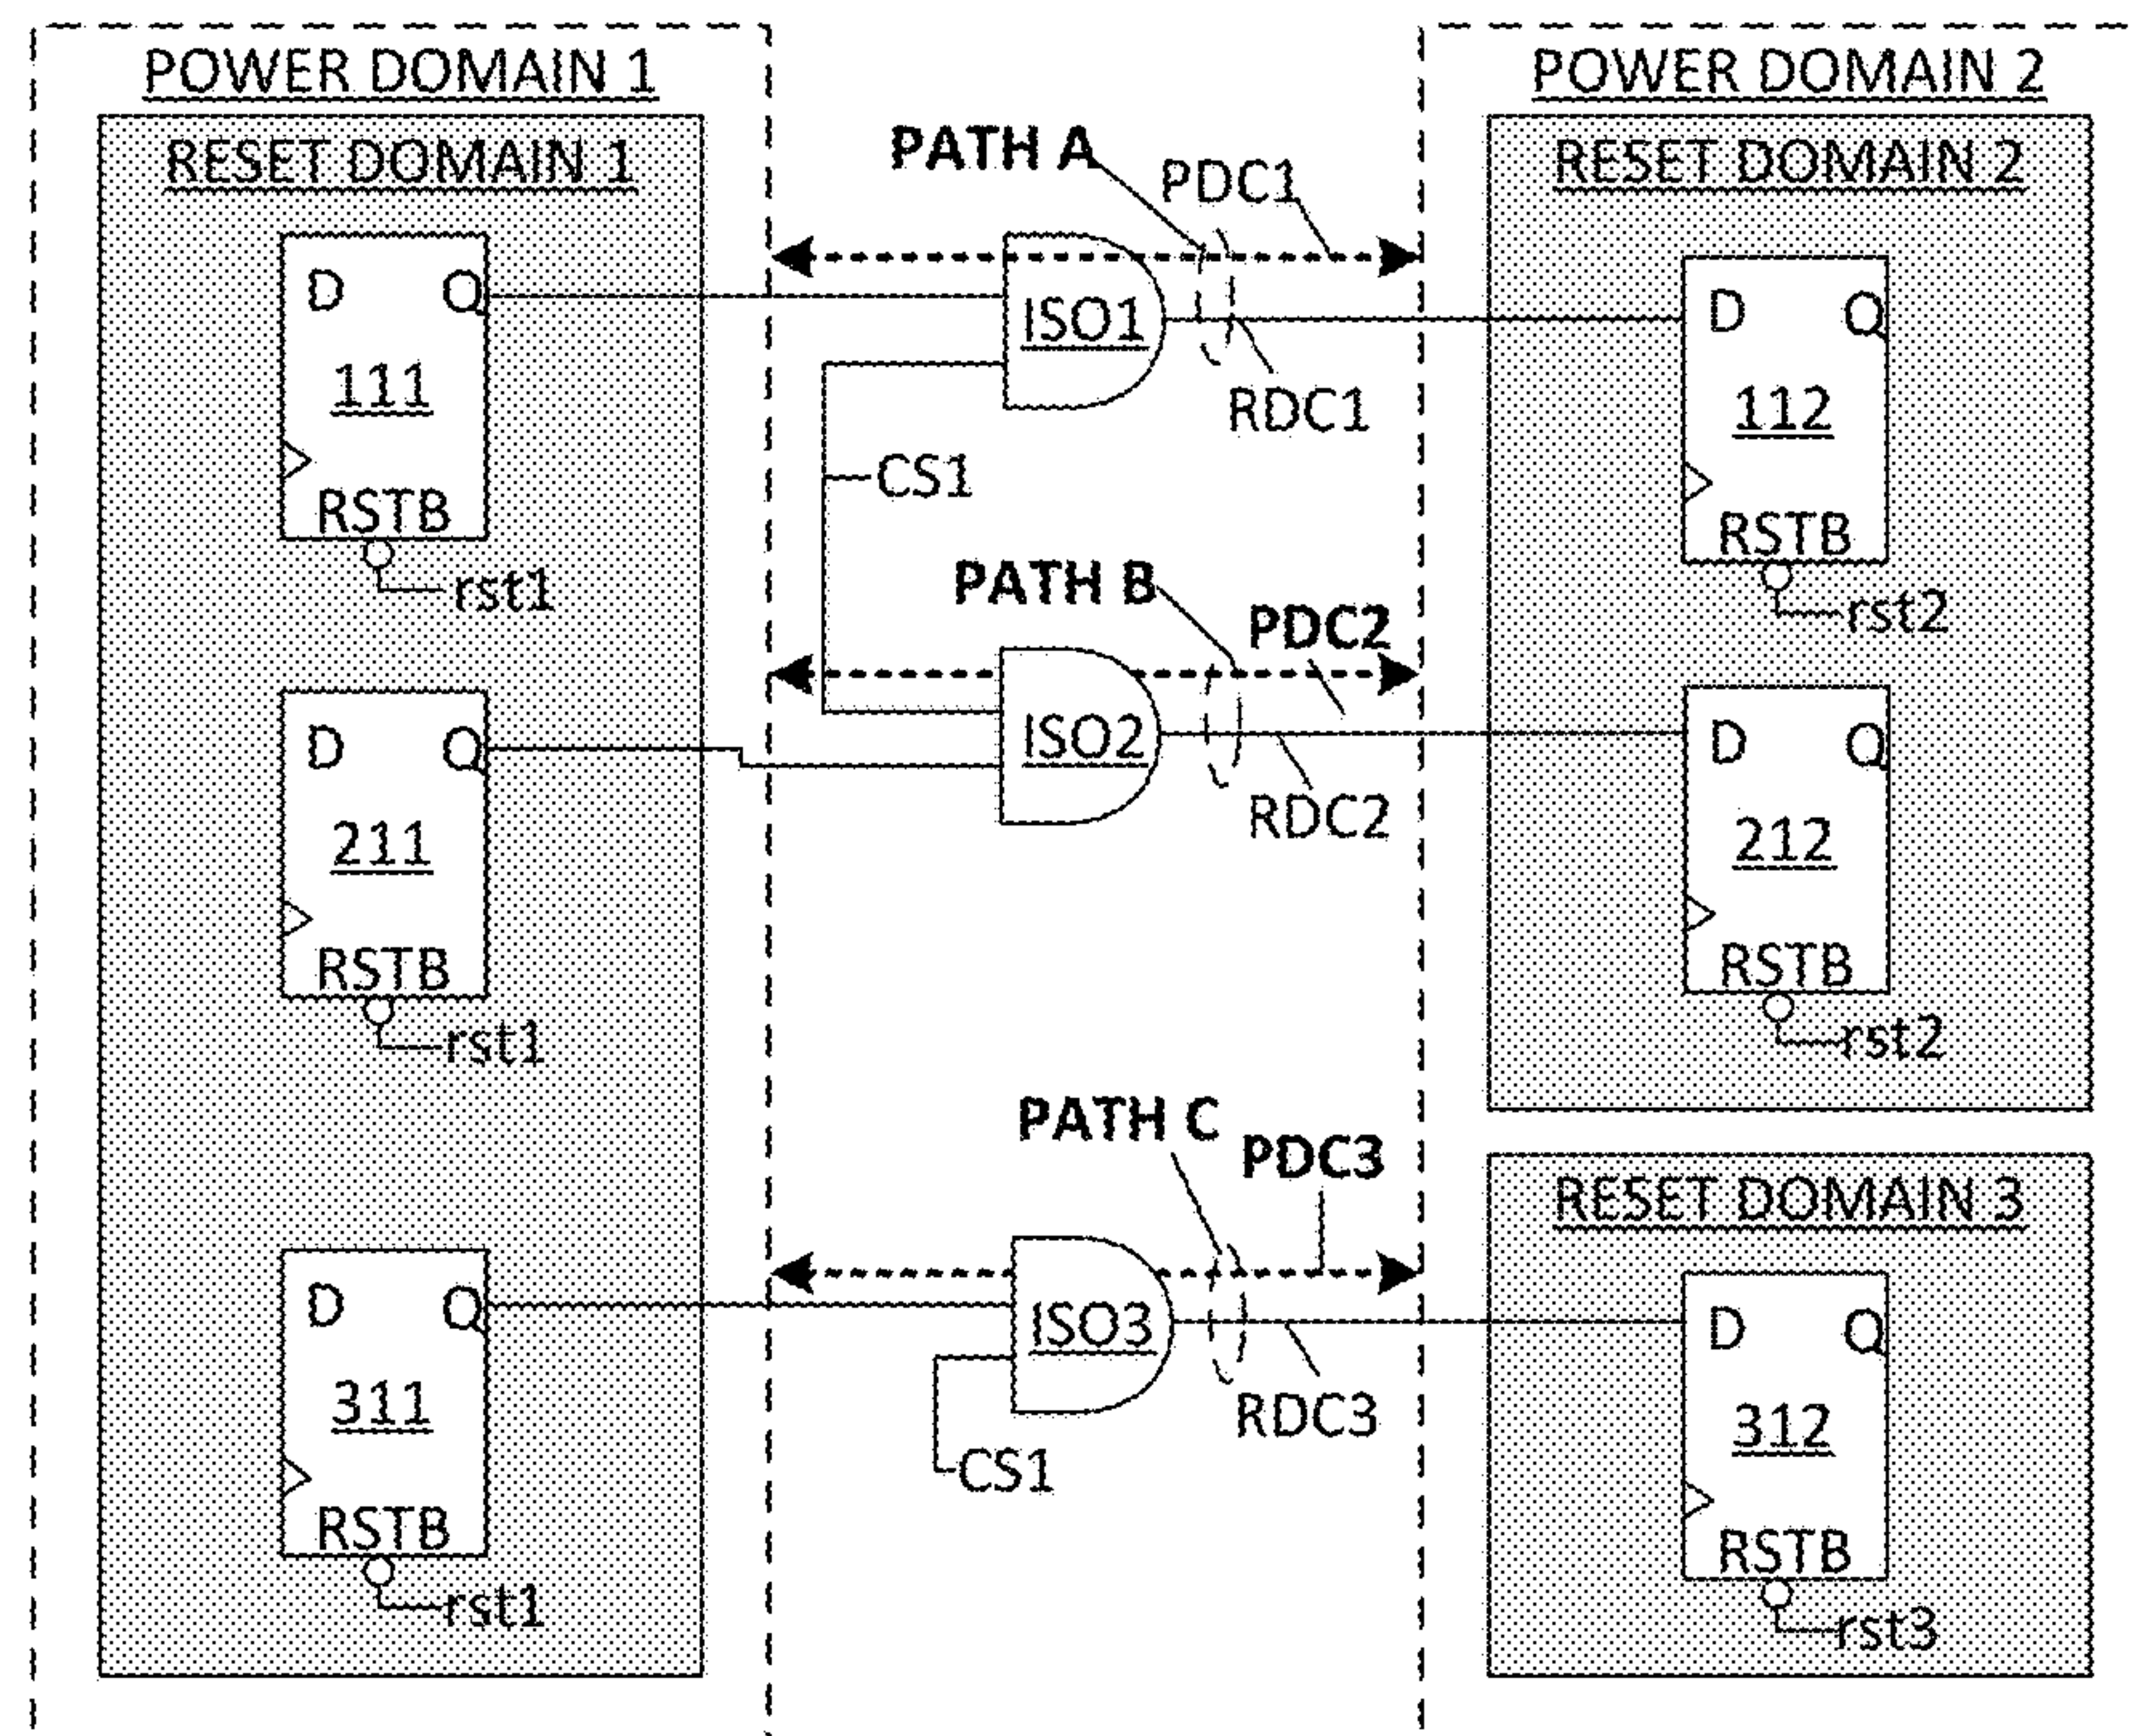 POWER DOMAIN 1
RESET DOMAIN 1
D Q
111
RSTB
rst1
D Q
211
RSTB
rst1
D Q
311
RSTB
rst1
PATH A
PDC1
ISO1
RDC1
CS1
PATH B
PDC2
ISO2
RDC2
PATH C
PDC3
ISO3
RDC3
CS1
POWER DOMAIN 2
RESET DOMAIN 2
D Q
112
RSTB
rst2
D Q
212
RSTB
rst2
RESET DOMAIN 3
D Q
312
RSTB
rst3